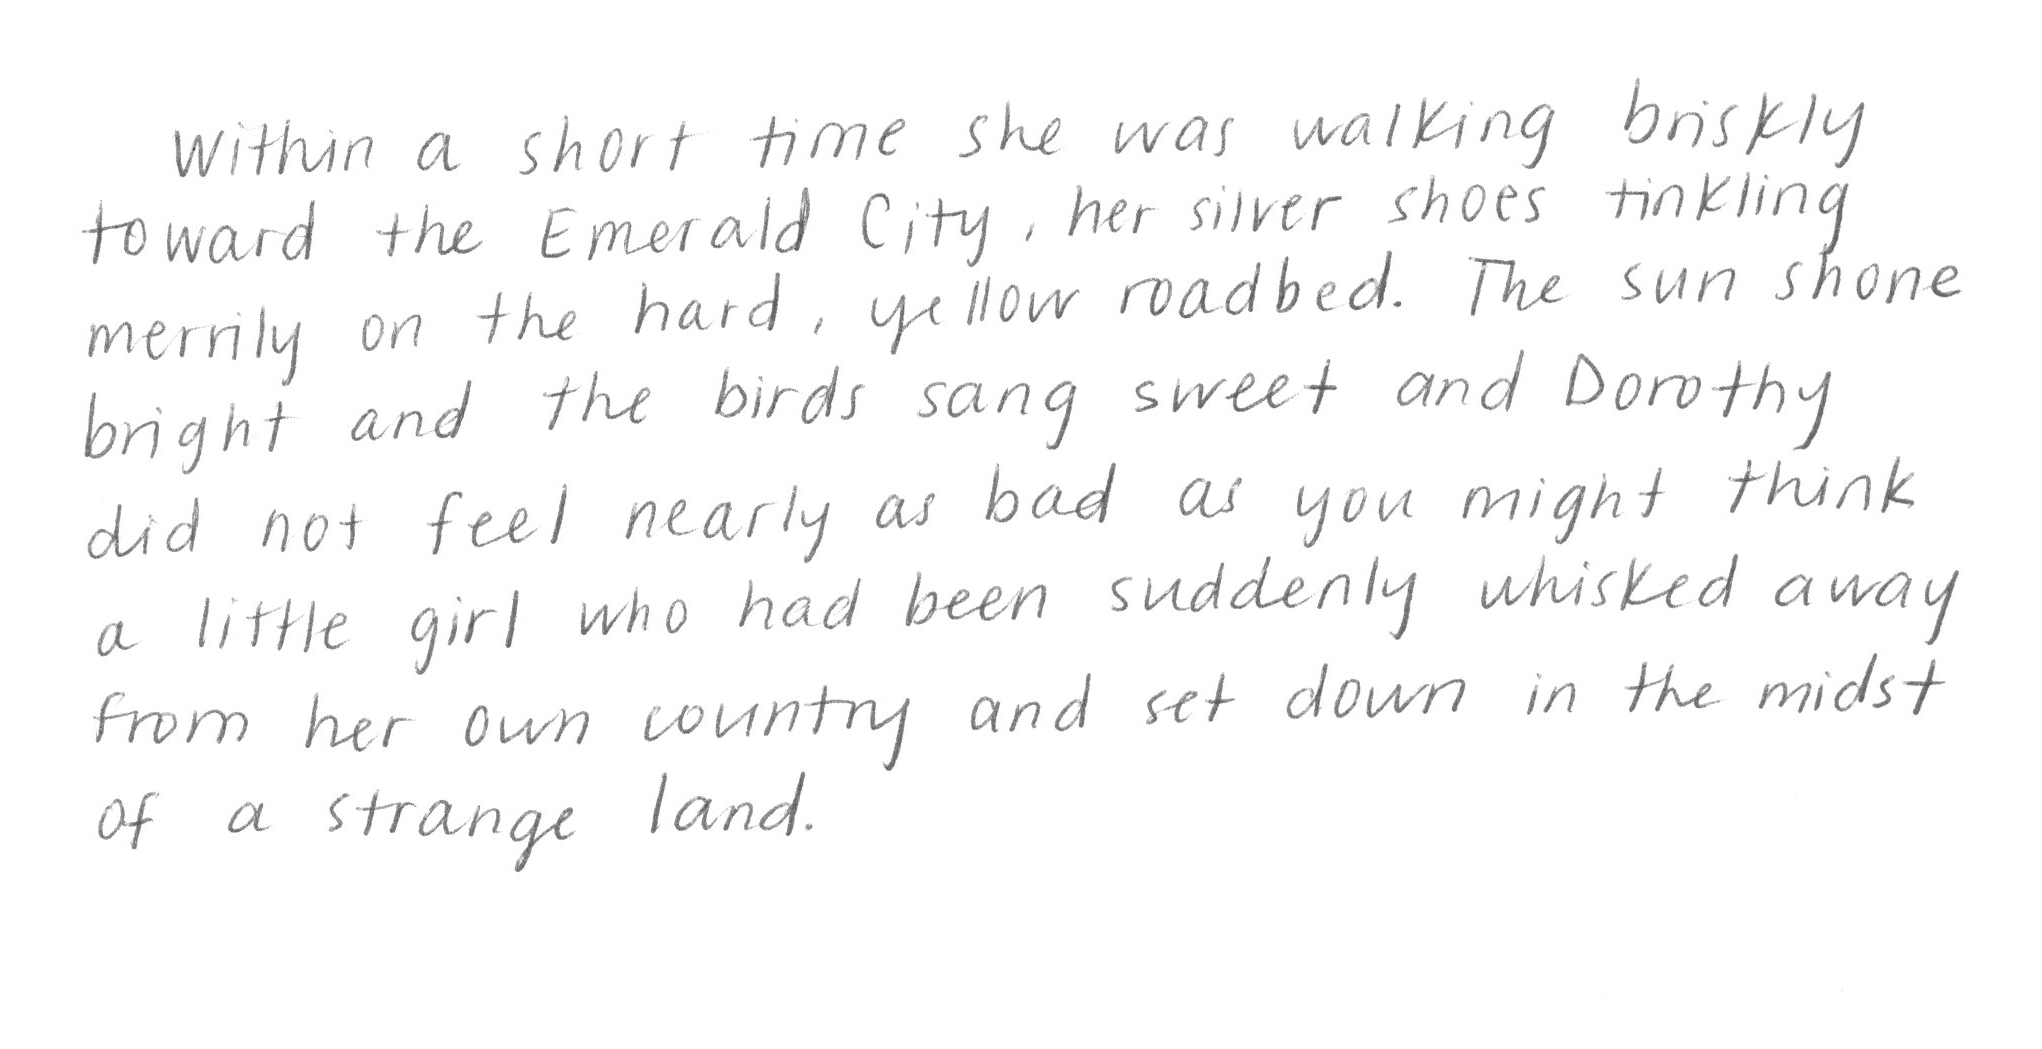 Within a short time she was walking briskly
toward the Emerald City, her silver shoes tinkling
merrily on the hard, yellow roadbed. The sun shone
bright and the birds sang sweet and Dorothy
did not feel nearly as bad as you might think
a little girl who had been suddenly whisked away
from her own country and set down in the midst
of a strange land.